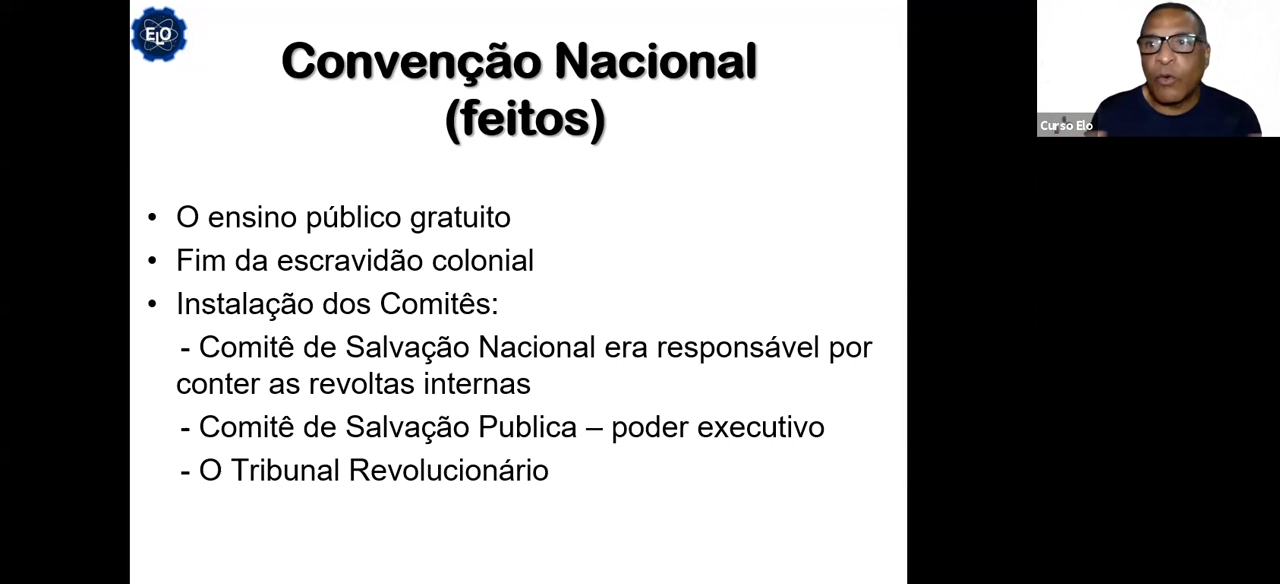 ELO
Convenção Nacional
(feitos)
Curso Elo
• O ensino público gratuito
• Fim da escravidão colonial
• Instalação dos Comitês:
- Comitê de Salvação Nacional era responsável por
conter as revoltas internas
- Comitê de Salvação Publica – poder executivo
- O Tribunal Revolucionário